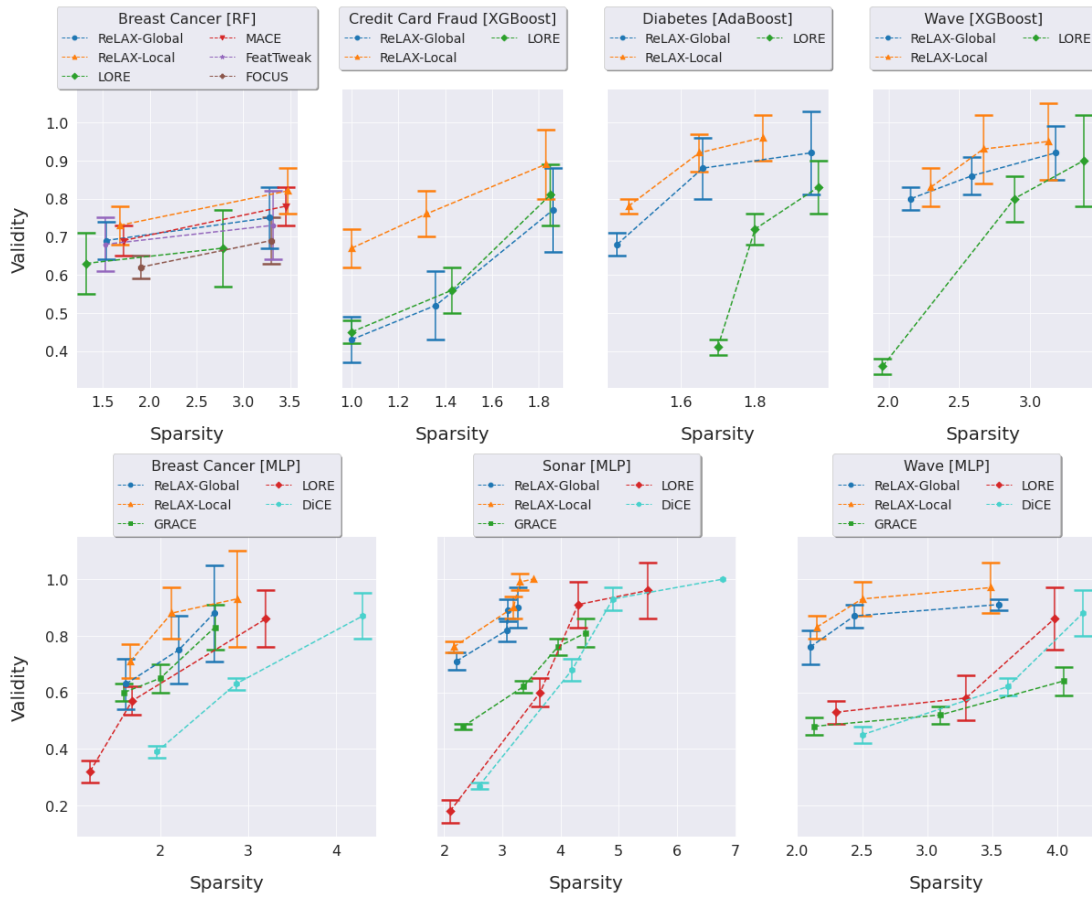 Breast Cancer [RF]
ReLAX-Global
ReLAX-Local
LORE
MACE
FeatTweak
FOCUS
Credit Card Fraud [XGBoost]
ReLAX-Global
ReLAX-Local
LORE
Diabetes [AdaBoost]
ReLAX-Global
ReLAX-Local
LORE
Wave [XGBoost]
ReLAX-Global
ReLAX-Local
LORE
Validity
1.0
0.9
0.8
0.7
0.6
0.5
0.4
1.5 2.0 2.5 3.0 3.5
1.0 1.2 1.4 1.6 1.8
1.6 1.8
2.0 3.0
Sparsity
Sparsity
Sparsity
Sparsity
Breast Cancer [MLP]
ReLAX-Global
ReLAX-Local
GRACE
LORE
DiCE
Sonar [MLP]
ReLAX-Global
ReLAX-Local
GRACE
LORE
DiCE
Wave [MLP]
ReLAX-Global
ReLAX-Local
GRACE
LORE
DiCE
Validity
1.0
0.8
0.6
0.4
0.2
2 3 4
2 3 4 5 6 7
2.0 2.5 3.0 3.5 4.0
Sparsity
Sparsity
Sparsity